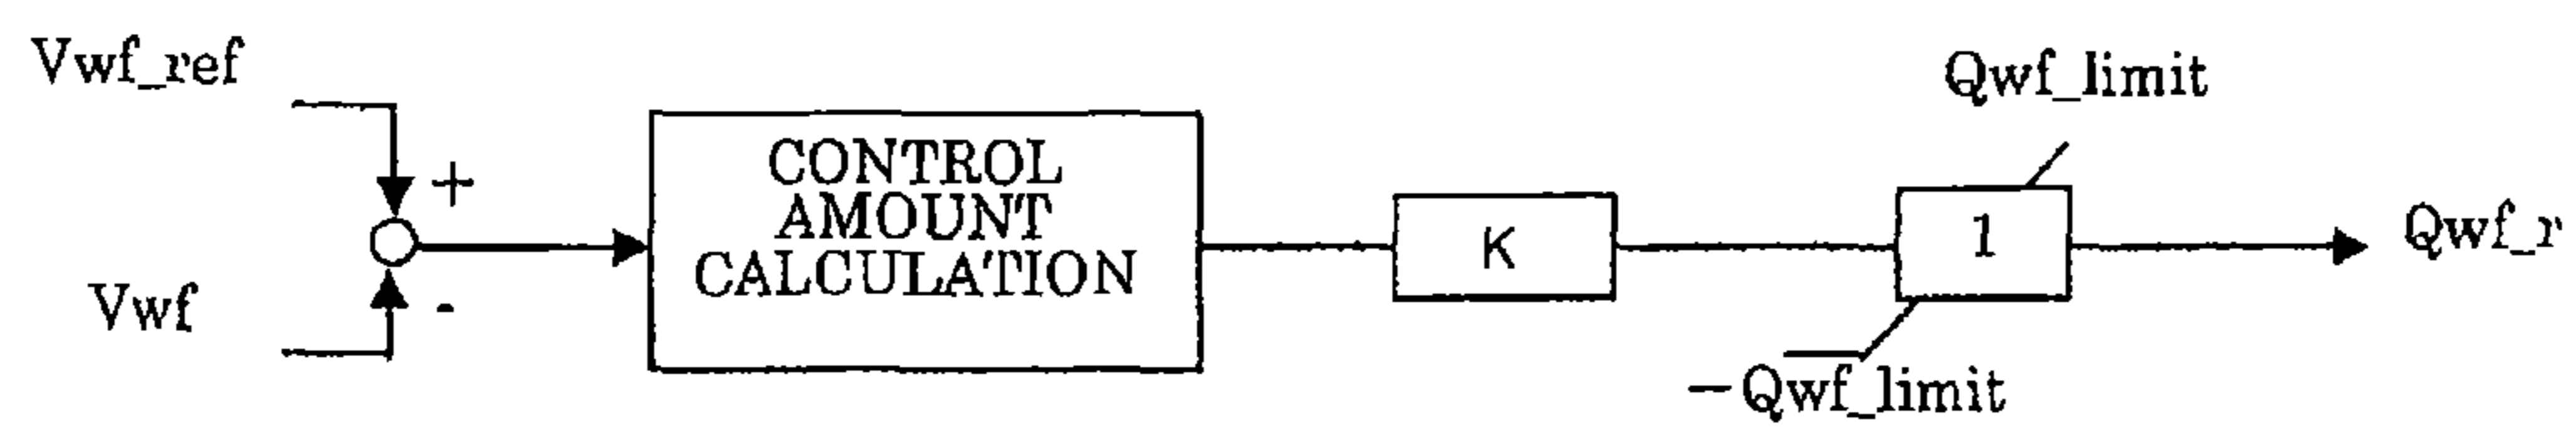 Vwf_ref
+
Vwf
-
CONTROL
AMOUNT
CALCULATION
K
Qwf_limit
1
-Qwf_limit
Qwf_r